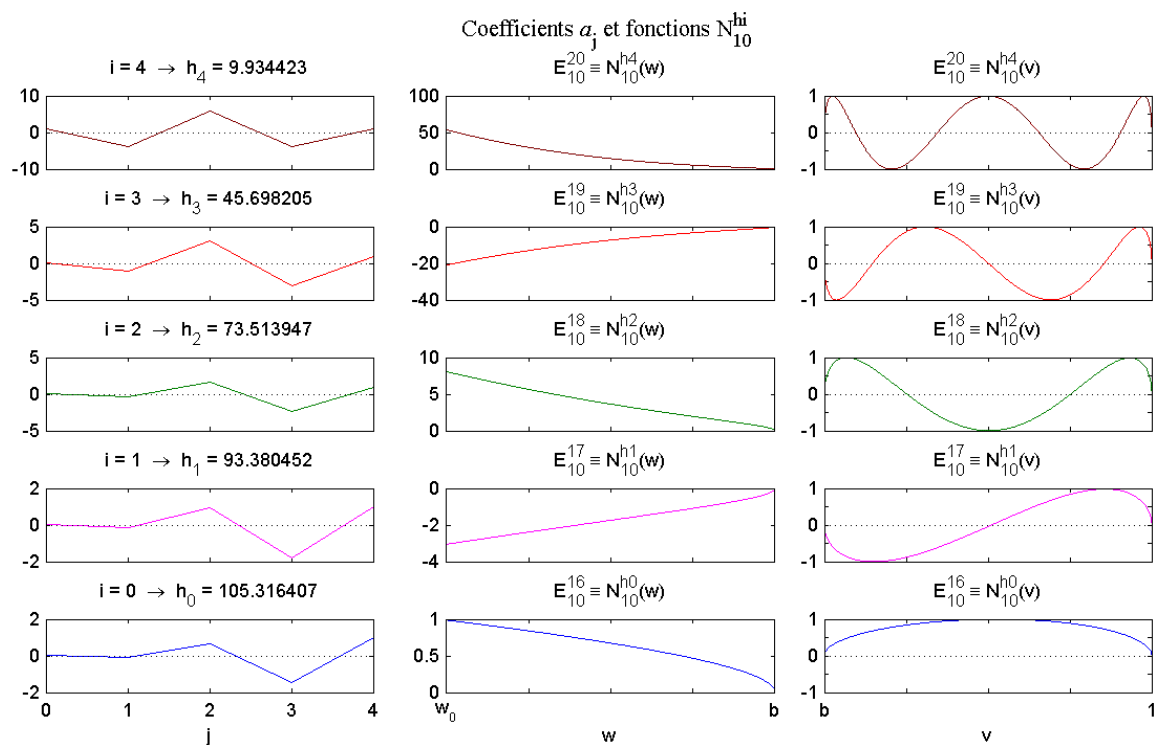 Coefficients a_j et fonctions N_10^hi
i = 4 → h_4 = 9.934423
E_10^20 ≡ N_10^h4(w)
E_10^20 ≡ N_10^h4(v)
10
0
-10
100
50
0
1
0
-1
i = 3 → h_3 = 45.698205
E_10^19 ≡ N_10^h3(w)
E_10^19 ≡ N_10^h3(v)
5
0
-5
0
-20
-40
1
0
-1
i = 2 → h_2 = 73.513947
E_10^18 ≡ N_10^h2(w)
E_10^18 ≡ N_10^h2(v)
5
0
-5
10
5
0
1
0
-1
i = 1 → h_1 = 93.380452
E_10^17 ≡ N_10^h1(w)
E_10^17 ≡ N_10^h1(v)
2
0
-2
0
-2
-4
1
0
-1
i = 0 → h_0 = 105.316407
E_10^16 ≡ N_10^h0(w)
E_10^16 ≡ N_10^h0(v)
2
0
-2
1
0.5
0
1
0
-1
0 1 2 3 4
w_0 b
b 1
j
w
v